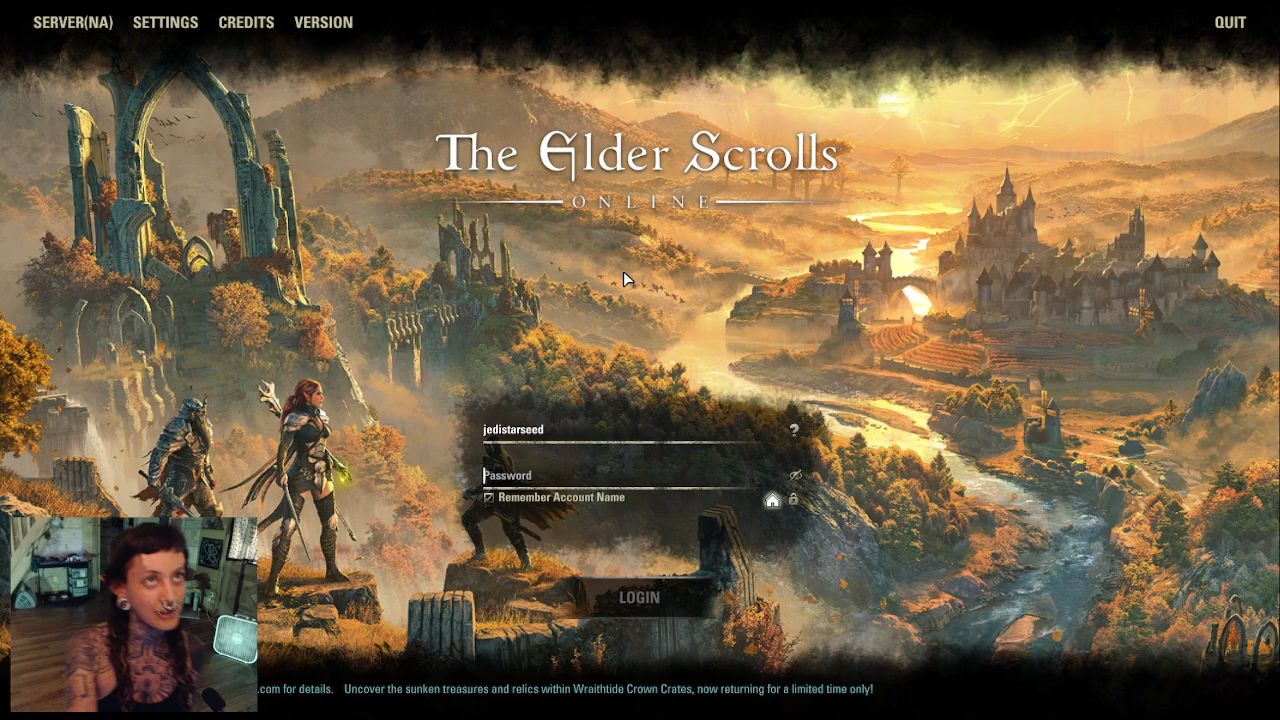 SERVER(NA) SETTINGS CREDITS VERSION QUIT
The Elder Scrolls
ONLINE
jedistarseed ?
Password
Remember Account Name
LOGIN
.com for details. Uncover the sunken treasures and relics within Wraithtide Crown Crates, now returning for a limited time only!